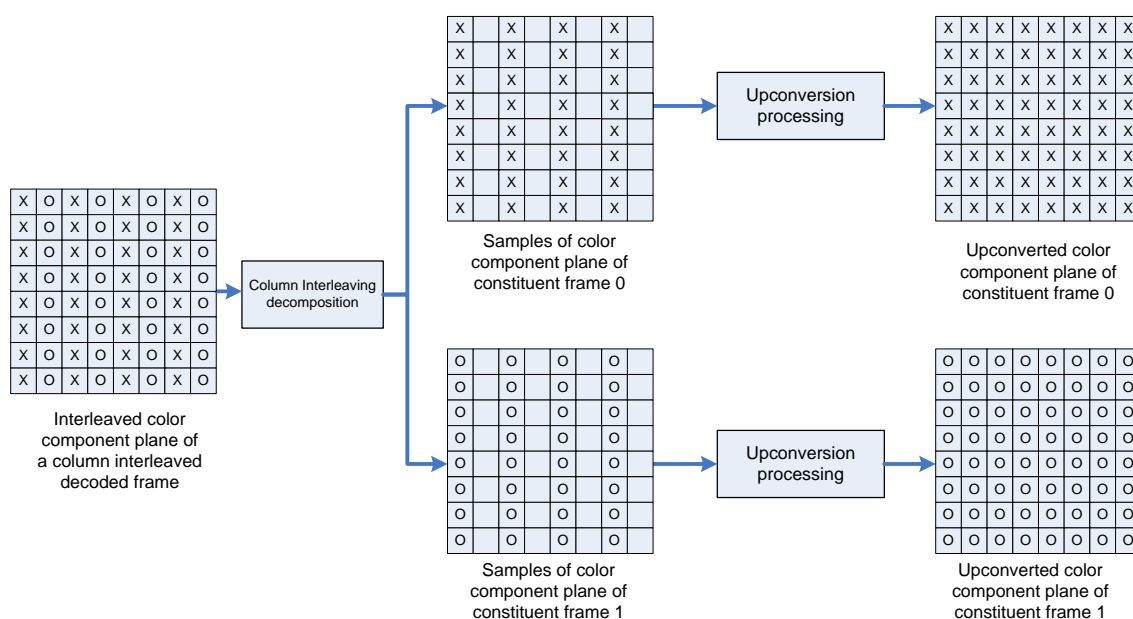 X X X X
X X X X
X X X X
X X X X
X X X X
X X X X
X X X X
X X X X
Samples of color
component plane of
constituent frame 0
Upconversion
processing
X X X X X X X X
X X X X X X X X
X X X X X X X X
X X X X X X X X
X X X X X X X X
X X X X X X X X
X X X X X X X X
X X X X X X X X
Upconverted color
component plane of
constituent frame 0
X O X O X O X O
X O X O X O X O
X O X O X O X O
X O X O X O X O
X O X O X O X O
X O X O X O X O
X O X O X O X O
X O X O X O X O
Interleaved color
component plane of
a column interleaved
decoded frame
Column Interleaving
decomposition
O O O O
O O O O
O O O O
O O O O
O O O O
O O O O
O O O O
O O O O
Samples of color
component plane of
constituent frame 1
Upconversion
processing
O O O O O O O O
O O O O O O O O
O O O O O O O O
O O O O O O O O
O O O O O O O O
O O O O O O O O
O O O O O O O O
O O O O O O O O
Upconverted color
component plane of
constituent frame 1